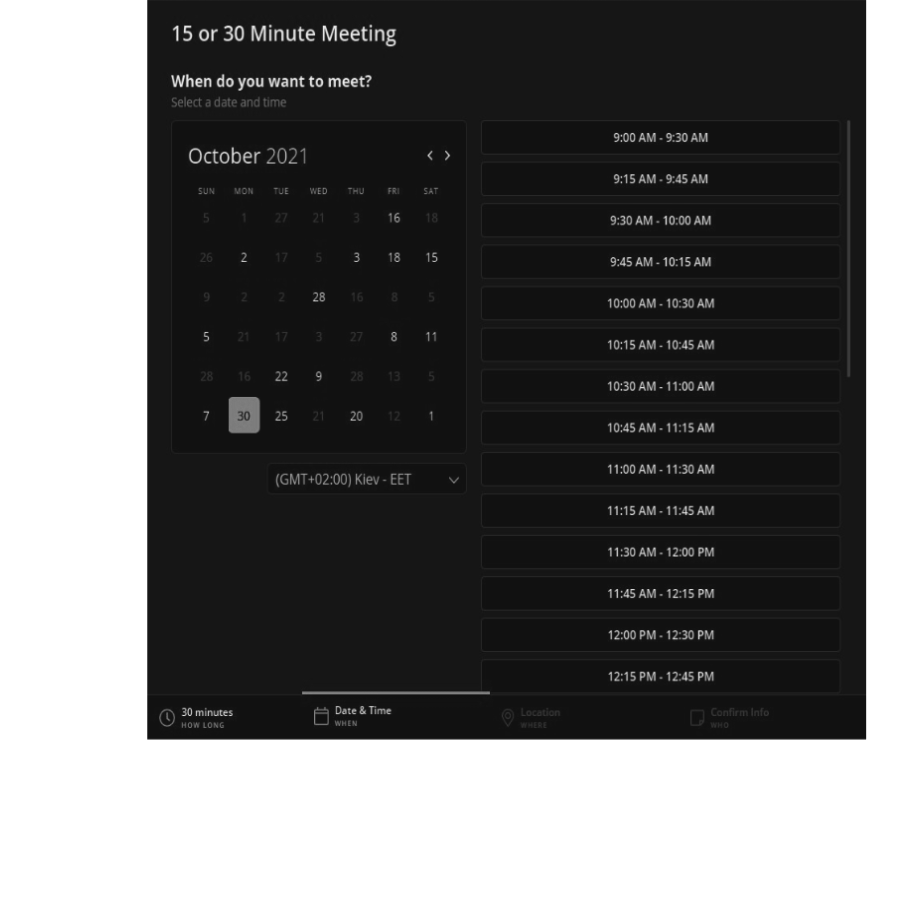 15 or 30 Minute Meeting
When do you want to meet?
Select a date and time
October 2021
SUN MON TUE WED THU FRI SAT
5 1 27 21 3 16 18
26 2 17 5 3 18 15
9 2 2 28 16 8 5
5 21 17 3 27 8 11
28 16 22 9 28 13 5
7 30 25 21 20 12 1
(GMT+02:00) Kiev - EET
9:00 AM - 9:30 AM
9:15 AM - 9:45 AM
9:30 AM - 10:00 AM
9:45 AM - 10:15 AM
10:00 AM - 10:30 AM
10:15 AM - 10:45 AM
10:30 AM - 11:00 AM
10:45 AM - 11:15 AM
11:00 AM - 11:30 AM
11:15 AM - 11:45 AM
11:30 AM - 12:00 PM
11:45 AM - 12:15 PM
12:00 PM - 12:30 PM
12:15 PM - 12:45 PM
30 minutes
HOW LONG
Date & Time
WHEN
Location
WHERE
Confirm Info
WHO